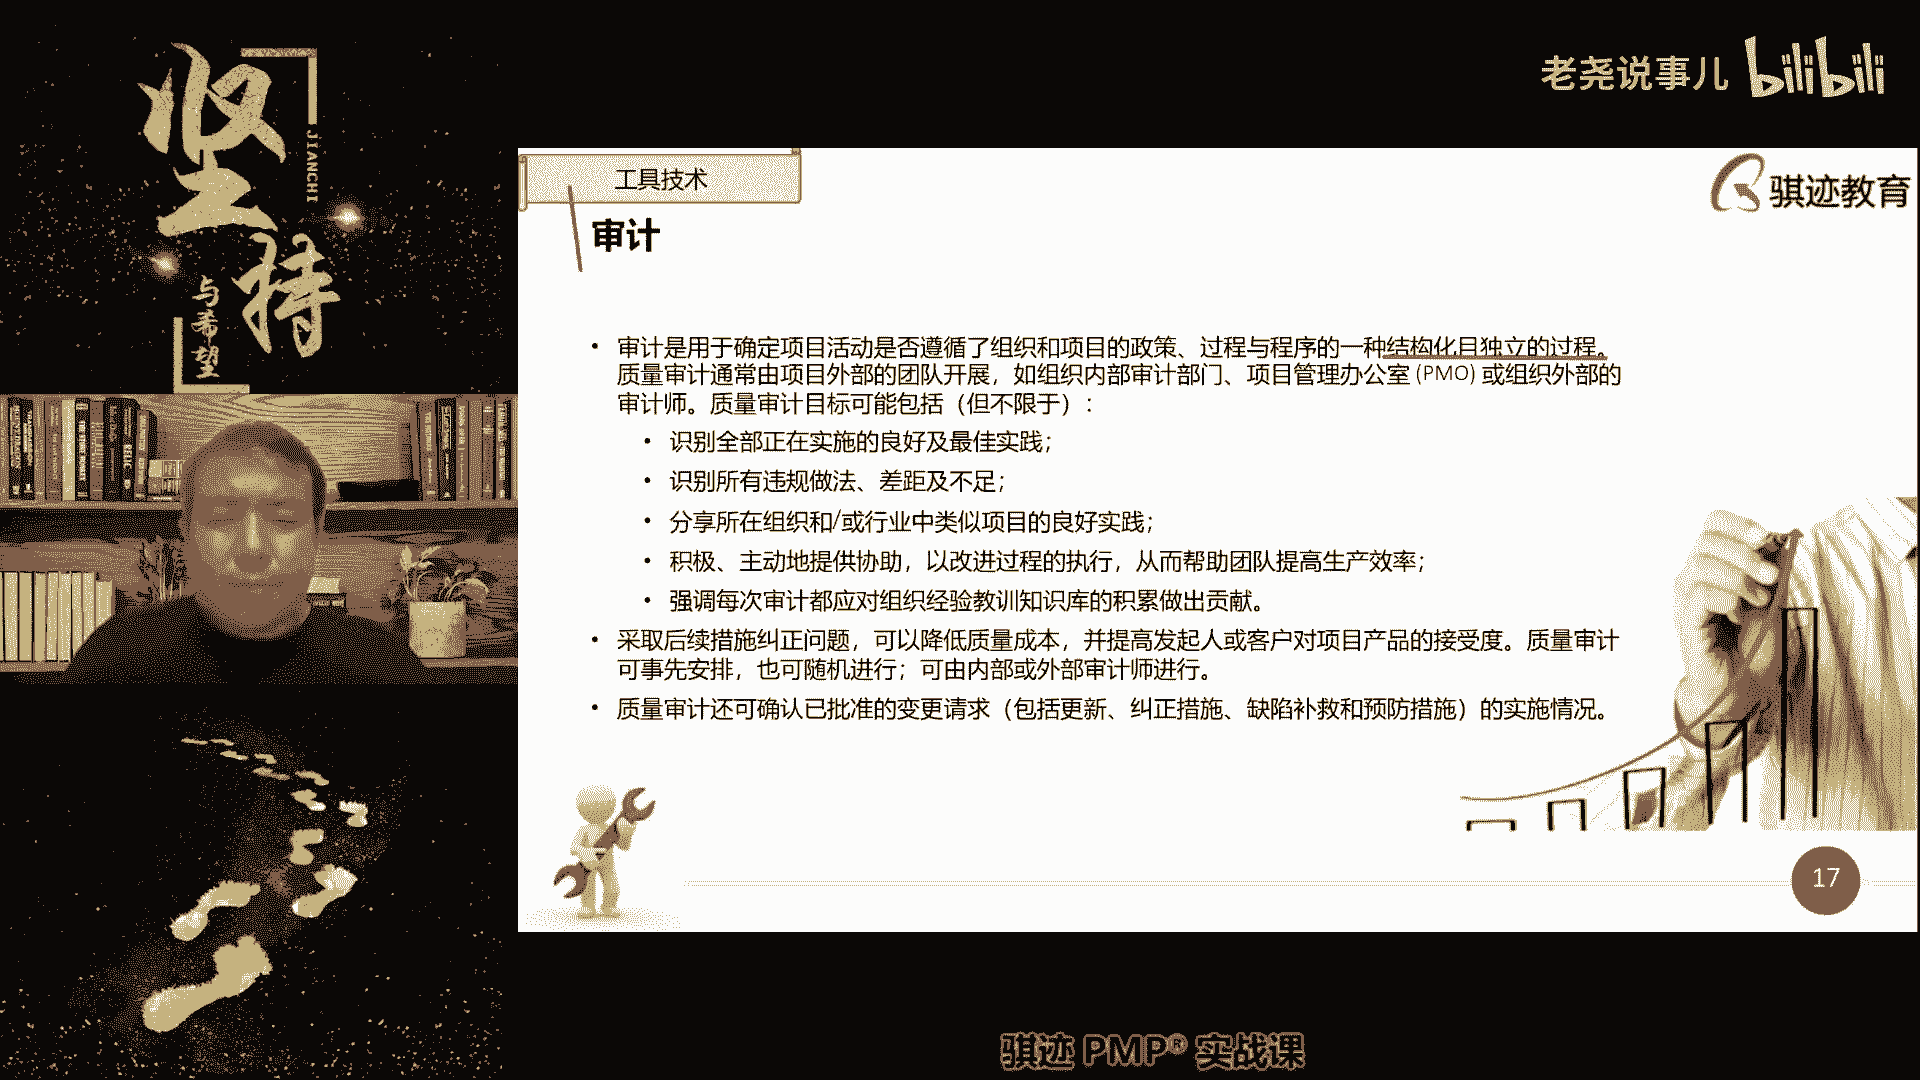 坚持
JIANCHI
与希望
老尧说事儿 bilibili
工具技术
骐迹教育
审计
• 审计是用于确定项目活动是否遵循了组织和项目的政策、过程与程序的一种结构化且独立的过程。
质量审计通常由项目外部的团队开展，如组织内部审计部门、项目管理办公室 (PMO) 或组织外部的
审计师。质量审计目标可能包括（但不限于）：
• 识别全部正在实施的良好及最佳实践；
• 识别所有违规做法、差距及不足；
• 分享所在组织和/或行业中类似项目的良好实践；
• 积极、主动地提供协助，以改进过程的执行，从而帮助团队提高生产效率；
• 强调每次审计都应对组织经验教训知识库的积累做出贡献。
• 采取后续措施纠正问题，可以降低质量成本，并提高发起人或客户对项目产品的接受度。质量审计
可事先安排，也可随机进行；可由内部或外部审计师进行。
• 质量审计还可确认已批准的变更请求（包括更新、纠正措施、缺陷补救和预防措施）的实施情况。
17
骐迹 PMP® 实战课